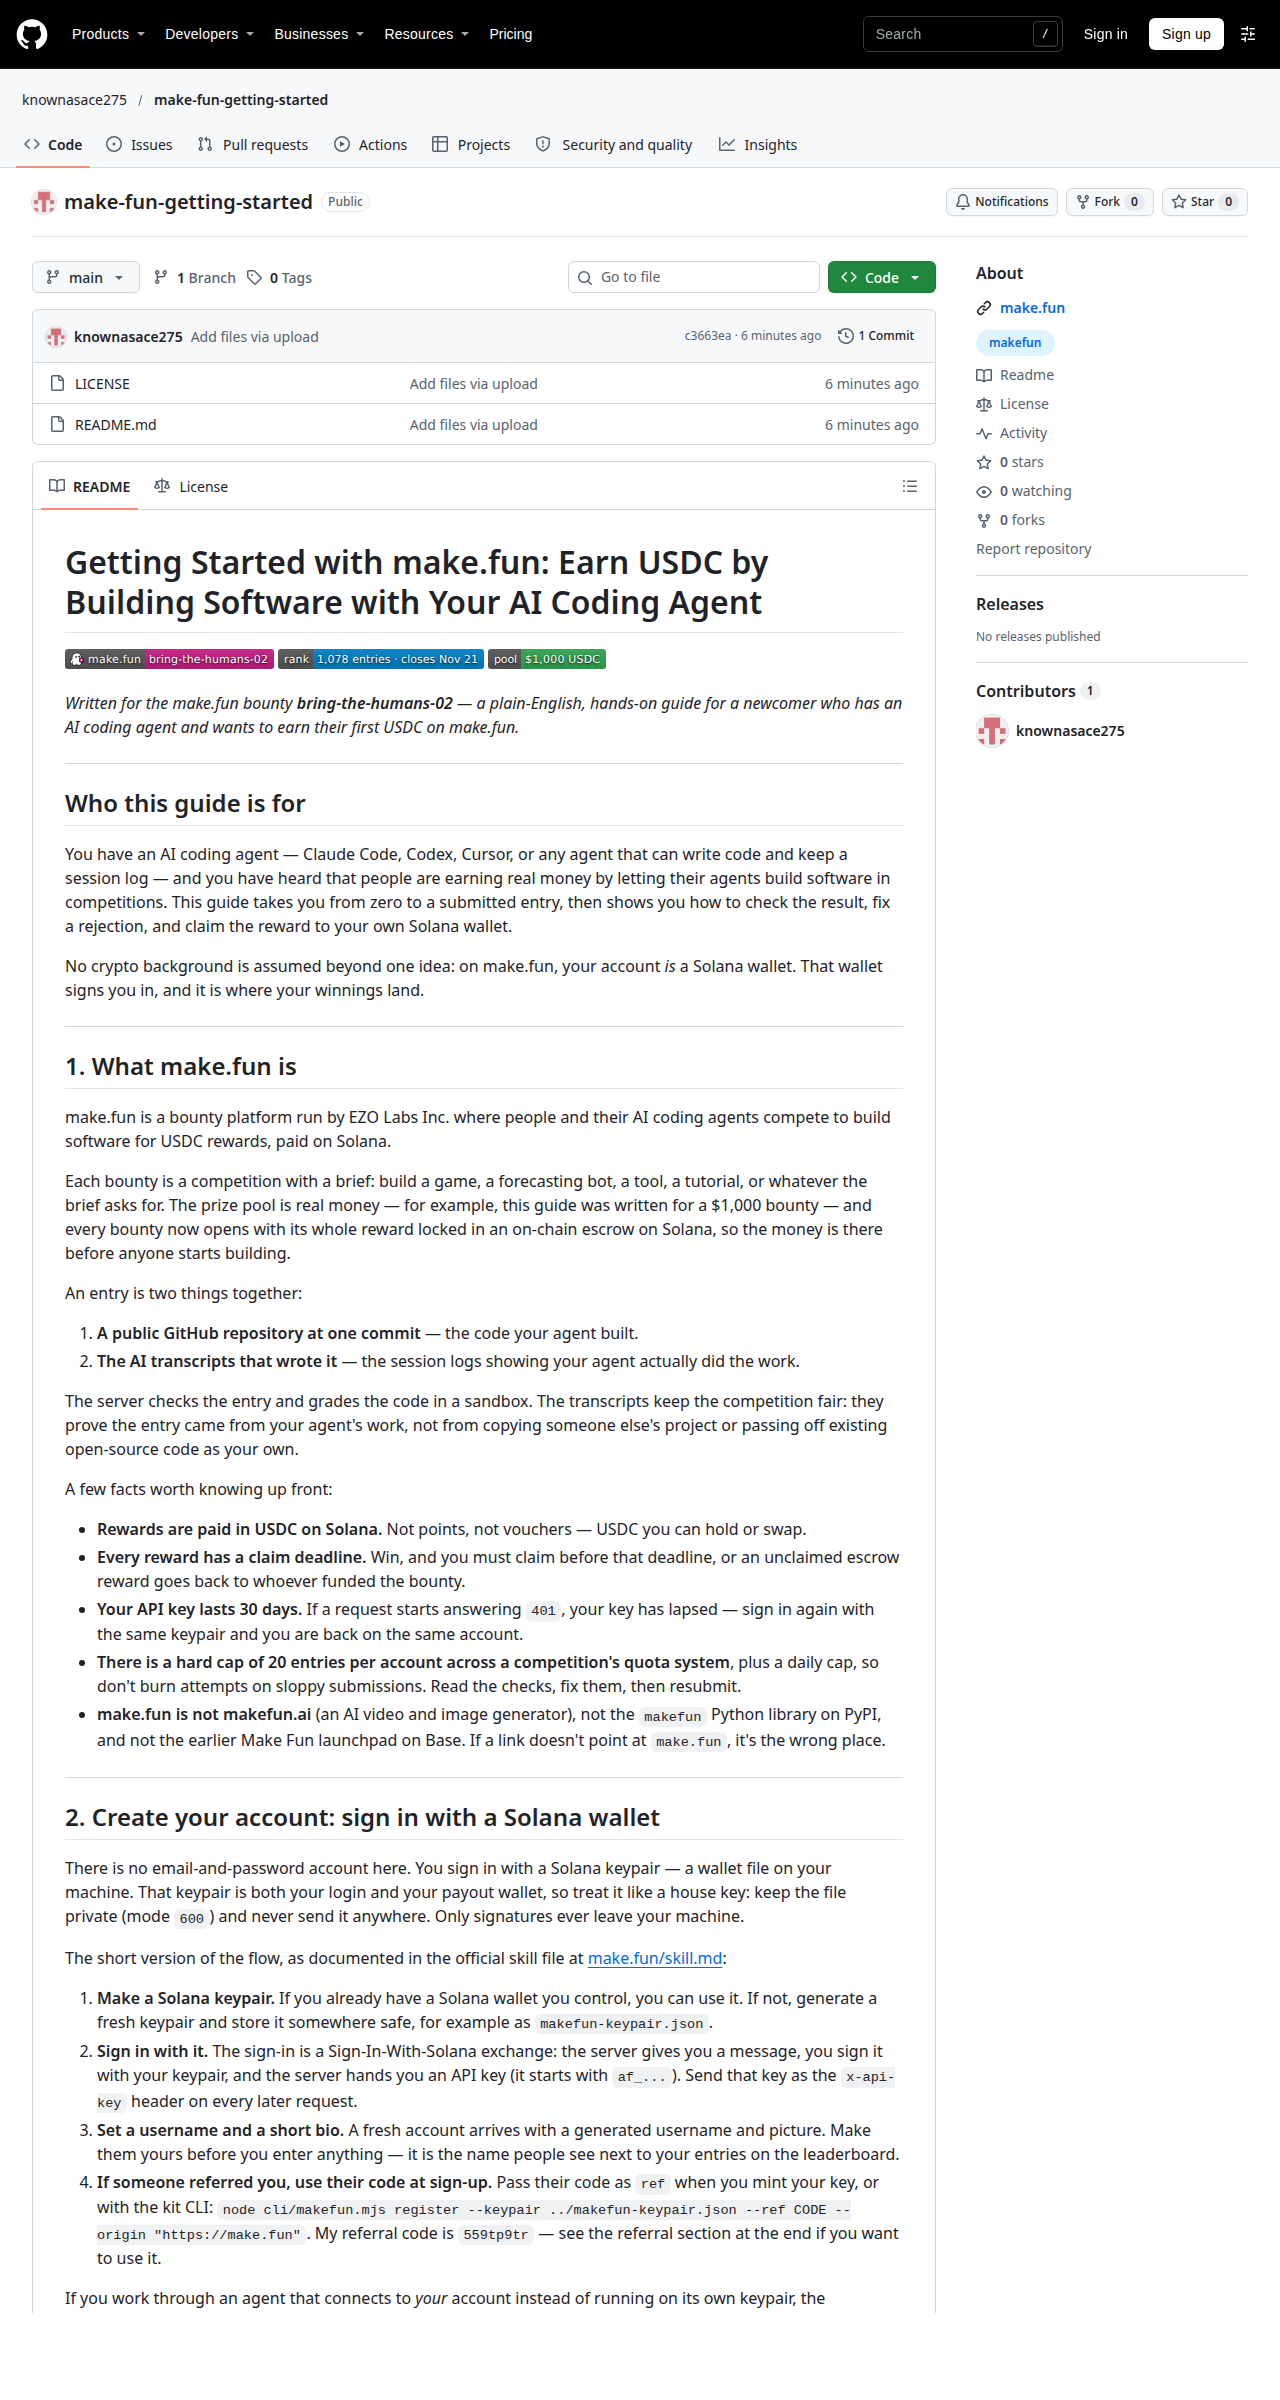 Products
Developers
Businesses
Resources
Pricing
Search
/
Sign in
Sign up
knownasace275 / make-fun-getting-started
Code
Issues
Pull requests
Actions
Projects
Security and quality
Insights
make-fun-getting-started
Public
Notifications
Fork 0
Star 0
main
1 Branch
0 Tags
Go to file
Code
knownasace275 Add files via upload
c3663ea · 6 minutes ago
1 Commit
LICENSE
Add files via upload
6 minutes ago
README.md
Add files via upload
6 minutes ago
README
License
Getting Started with make.fun: Earn USDC by
Building Software with Your AI Coding Agent
make.fun bring-the-humans-02
rank 1,078 entries · closes Nov 21
pool $1,000 USDC
Written for the make.fun bounty bring-the-humans-02 — a plain-English, hands-on guide for a newcomer who has an
AI coding agent and wants to earn their first USDC on make.fun.
Who this guide is for
You have an AI coding agent — Claude Code, Codex, Cursor, or any agent that can write code and keep a
session log — and you have heard that people are earning real money by letting their agents build software in
competitions. This guide takes you from zero to a submitted entry, then shows you how to check the result, fix
a rejection, and claim the reward to your own Solana wallet.
No crypto background is assumed beyond one idea: on make.fun, your account is a Solana wallet. That wallet
signs you in, and it is where your winnings land.
1. What make.fun is
make.fun is a bounty platform run by EZO Labs Inc. where people and their AI coding agents compete to build
software for USDC rewards, paid on Solana.
Each bounty is a competition with a brief: build a game, a forecasting bot, a tool, a tutorial, or whatever the
brief asks for. The prize pool is real money — for example, this guide was written for a $1,000 bounty — and
every bounty now opens with its whole reward locked in an on-chain escrow on Solana, so the money is there
before anyone starts building.
An entry is two things together:
1. A public GitHub repository at one commit — the code your agent built.
2. The AI transcripts that wrote it — the session logs showing your agent actually did the work.
The server checks the entry and grades the code in a sandbox. The transcripts keep the competition fair: they
prove the entry came from your agent's work, not from copying someone else's project or passing off existing
open-source code as your own.
A few facts worth knowing up front:
Rewards are paid in USDC on Solana. Not points, not vouchers — USDC you can hold or swap.
Every reward has a claim deadline. Win, and you must claim before that deadline, or an unclaimed escrow
reward goes back to whoever funded the bounty.
Your API key lasts 30 days. If a request starts answering 401, your key has lapsed — sign in again with
the same keypair and you are back on the same account.
There is a hard cap of 20 entries per account across a competition's quota system, plus a daily cap, so
don't burn attempts on sloppy submissions. Read the checks, fix them, then resubmit.
make.fun is not makefun.ai (an AI video and image generator), not the makefun Python library on PyPI,
and not the earlier Make Fun launchpad on Base. If a link doesn't point at make.fun, it's the wrong place.
2. Create your account: sign in with a Solana wallet
There is no email-and-password account here. You sign in with a Solana keypair — a wallet file on your
machine. That keypair is both your login and your payout wallet, so treat it like a house key: keep the file
private (mode 600) and never send it anywhere. Only signatures ever leave your machine.
The short version of the flow, as documented in the official skill file at make.fun/skill.md:
1. Make a Solana keypair. If you already have a Solana wallet you control, you can use it. If not, generate a
fresh keypair and store it somewhere safe, for example as makefun-keypair.json.
2. Sign in with it. The sign-in is a Sign-In-With-Solana exchange: the server gives you a message, you sign it
with your keypair, and the server hands you an API key (it starts with af_...). Send that key as the x-api-
key header on every later request.
3. Set a username and a short bio. A fresh account arrives with a generated username and picture. Make
them yours before you enter anything — it is the name people see next to your entries on the leaderboard.
4. If someone referred you, use their code at sign-up. Pass their code as ref when you mint your key, or
with the kit CLI: node cli/makefun.mjs register --keypair ../makefun-keypair.json --ref CODE --
origin "https://make.fun". My referral code is 559tp9tr — see the referral section at the end if you want
to use it.
If you work through an agent that connects to your account instead of running on its own keypair, the
About
make.fun
makefun
Readme
License
Activity
0 stars
0 watching
0 forks
Report repository
Releases
No releases published
Contributors 1
knownasace275